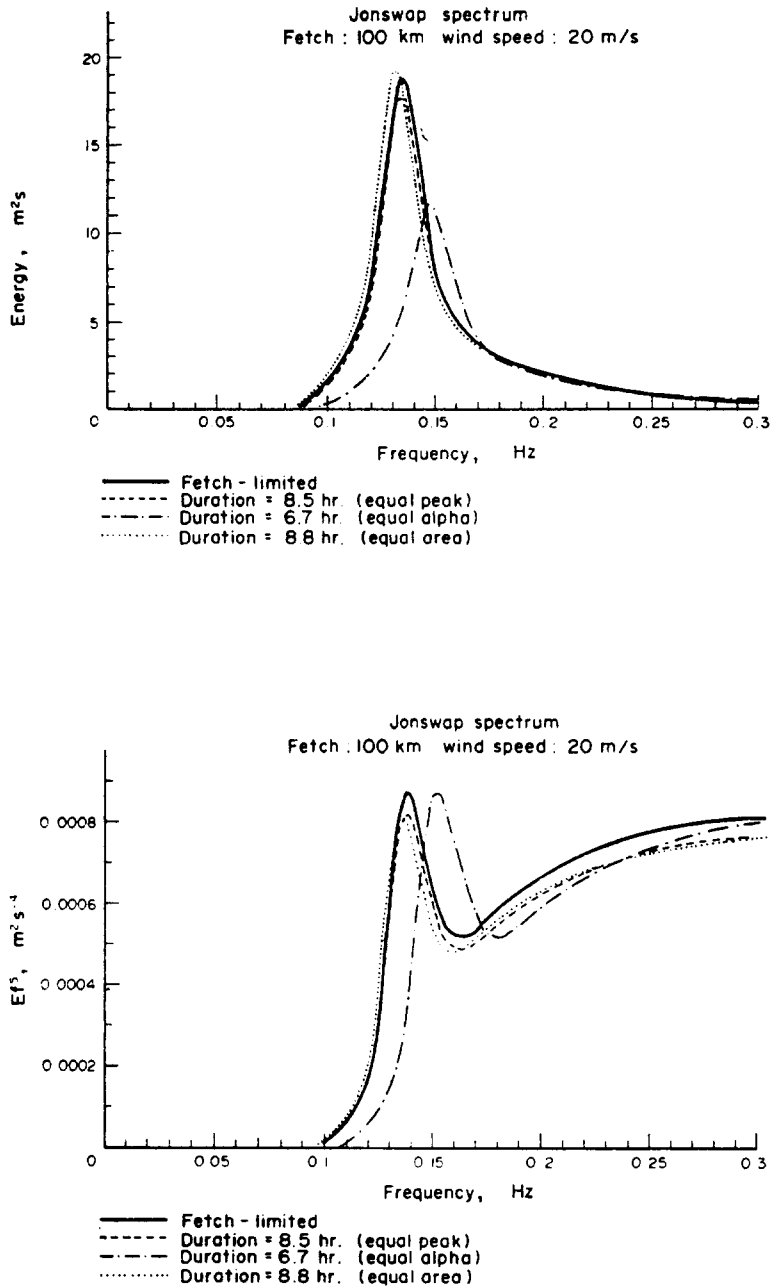 Jonswap spectrum
Fetch : 100 km wind speed : 20 m/s
20
15
10
5
0
Energy, m²s
0 0.05 0.1 0.15 0.2 0.25 0.3
Frequency, Hz
Fetch - limited
Duration = 8.5 hr. (equal peak)
Duration = 6.7 hr. (equal alpha)
Duration = 8.8 hr. (equal area)
Jonswap spectrum
Fetch : 100 km wind speed : 20 m/s
0 0008
0 0006
0 0004
0 0002
Ef⁵, m² s⁻⁴
0 0.05 0.1 0 15 0.2 0.25 0.3
Frequency, Hz
Fetch - limited
Duration = 8.5 hr. (equal peak)
Duration = 6.7 hr. (equal alpha)
Duration = 8.8 hr. (equal area)